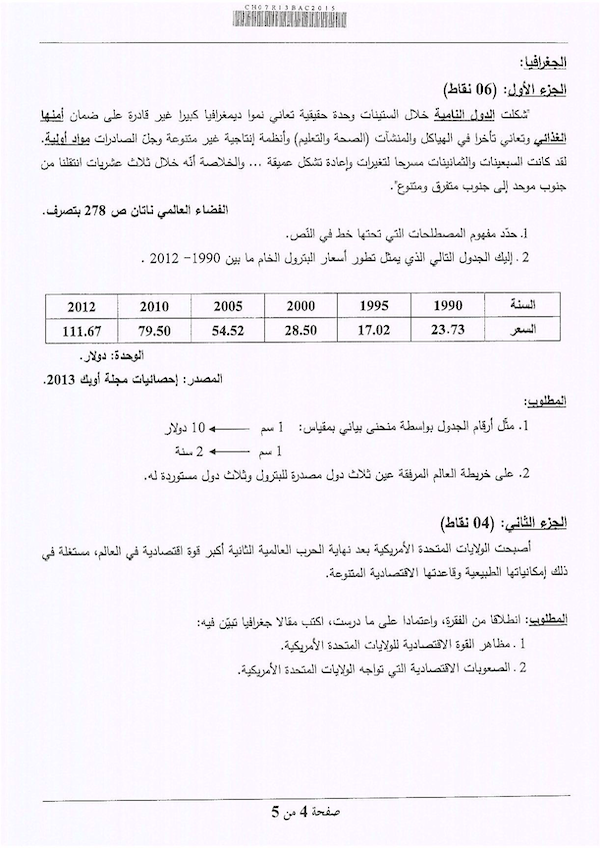 CH07R13BAC2015
الجغرافيا:
الجزء الأول: (06 نقاط)
"شكلت الدول النامية خلال الستينات وحدة حقيقية تعاني نموا ديمغرافيا كبيرا غير قادرة على ضمان أمنها
الغذائي وتعاني تأخرا في الهياكل والمنشآت (الصحة والتعليم) وأنظمة إنتاجية غير متنوعة وجلّ الصادرات مواد أولية.
لقد كانت السبعينات والثمانينات مسرحا لتغيرات وإعادة تشكل عميقة ... والخلاصة أنّه خلال ثلاث عشريات انتقلنا من
جنوب موحد إلى جنوب متفرق ومتنوع".
الفضاء العالمي ناتان ص 278 بتصرف.
1. حدّد مفهوم المصطلحات التي تحتها خط في النّص.
2. إليك الجدول التالي الذي يمثل تطور أسعار البترول الخام ما بين 1990- 2012 .
السنة 1990 1995 2000 2005 2010 2012
السعر 23.73 17.02 28.50 54.52 79.50 111.67
الوحدة: دولار.
المصدر: إحصائيات مجلة أوبك 2013.
المطلوب:
1. مثّل أرقام الجدول بواسطة منحنى بياني بمقياس: 1 سم ← 10 دولار
1 سم ← 2 سنة
2. على خريطة العالم المرفقة عين ثلاث دول مصدرة للبترول وثلاث دول مستوردة له.
الجزء الثاني: (04 نقاط)
أصبحت الولايات المتحدة الأمريكية بعد نهاية الحرب العالمية الثانية أكبر قوة اقتصادية في العالم، مستغلة في
ذلك إمكانياتها الطبيعية وقاعدتها الاقتصادية المتنوعة.
المطلوب: انطلاقا من الفقرة، واعتمادا على ما درست، اكتب مقالا جغرافيا تبيّن فيه:
1. مظاهر القوة الاقتصادية للولايات المتحدة الأمريكية.
2. الصعوبات الاقتصادية التي تواجه الولايات المتحدة الأمريكية.
صفحة 4 من 5